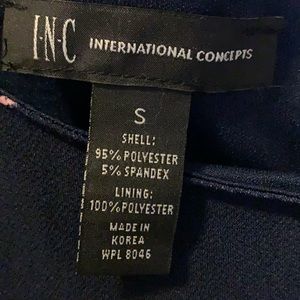 I·N·C INTERNATIONAL CONCEPTS
S
SHELL:
95% POLYESTER
5% SPANDEX
LINING:
100% POLYESTER
MADE IN
KOREA
WPL 8046